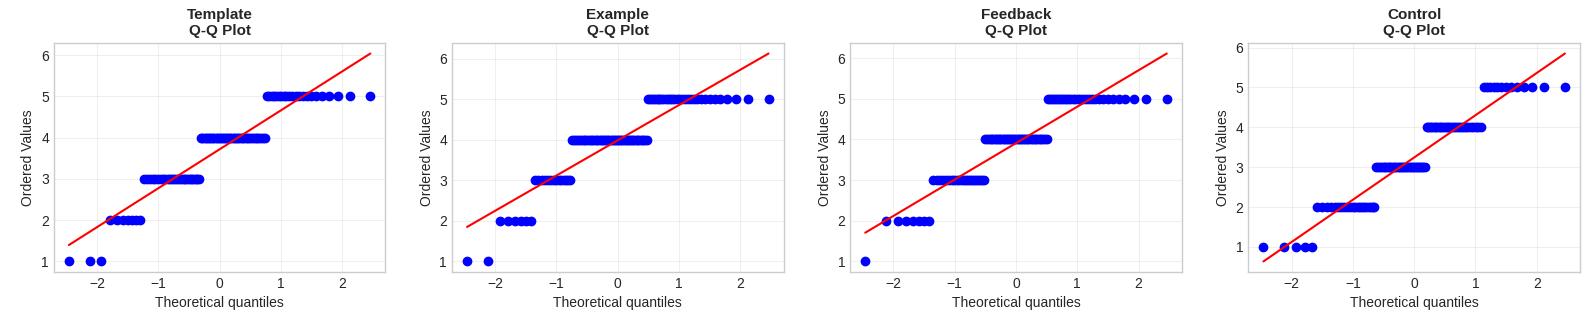 Template
Q-Q Plot
Ordered Values
6
5
4
3
2
1
−2 −1 0 1 2
Theoretical quantiles
Example
Q-Q Plot
Ordered Values
6
5
4
3
2
1
−2 −1 0 1 2
Theoretical quantiles
Feedback
Q-Q Plot
Ordered Values
6
5
4
3
2
1
−2 −1 0 1 2
Theoretical quantiles
Control
Q-Q Plot
Ordered Values
6
5
4
3
2
1
−2 −1 0 1 2
Theoretical quantiles